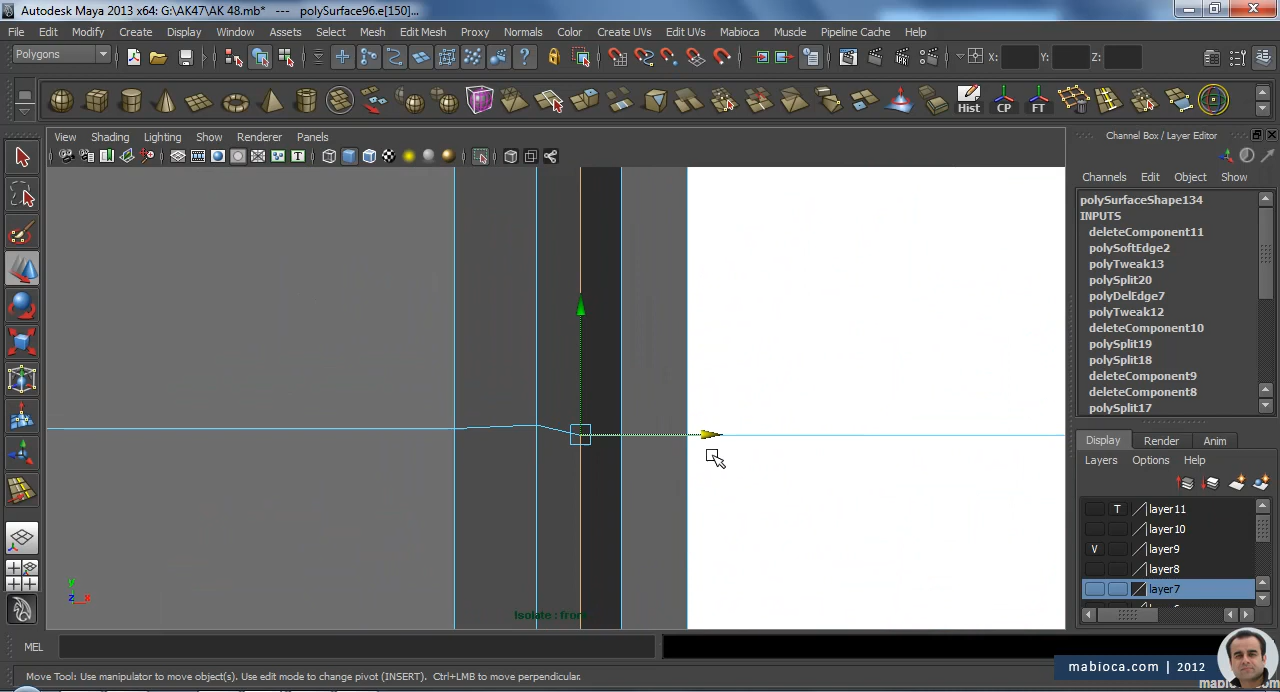 Autodesk Maya 2013 x64: G:\AK47\AK 48.mb* --- polySurface96.e[150]...
File Edit Modify Create Display Window Assets Select Mesh Edit Mesh Proxy Normals Color Create UVs Edit UVs Mabioca Muscle Pipeline Cache Help
Polygons
X: Y: Z:
Hist CP FT
View Shading Lighting Show Renderer Panels
Channel Box / Layer Editor
Channels Edit Object Show
polySurfaceShape134
INPUTS
deleteComponent11
polySoftEdge2
polyTweak13
polySplit20
polyDelEdge7
polyTweak12
deleteComponent10
polySplit19
polySplit18
deleteComponent9
deleteComponent8
polySplit17
Display Render Anim
Layers Options Help
T layer11
layer10
V layer9
layer8
layer7
y
z x
Isolate : front
MEL
mabioca.com | 2012
mabioca.com
Move Tool: Use manipulator to move object(s). Use edit mode to change pivot (INSERT). Ctrl+LMB to move perpendicular.